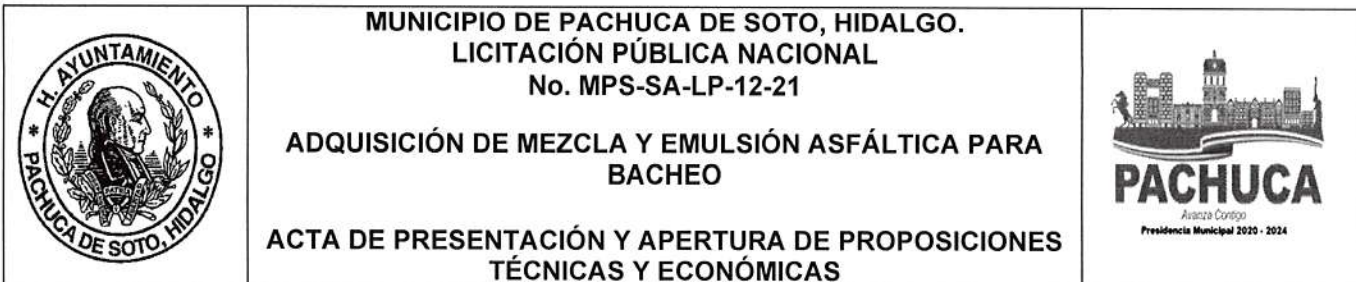 H. AYUNTAMIENTO
* PACHUCA DE SOTO, HIDALGO *
MUNICIPIO DE PACHUCA DE SOTO, HIDALGO.
LICITACIÓN PÚBLICA NACIONAL
No. MPS-SA-LP-12-21
ADQUISICIÓN DE MEZCLA Y EMULSIÓN ASFÁLTICA PARA
BACHEO
ACTA DE PRESENTACIÓN Y APERTURA DE PROPOSICIONES
TÉCNICAS Y ECONÓMICAS
PACHUCA
Avanza Contigo
Presidencia Municipal 2020 - 2024